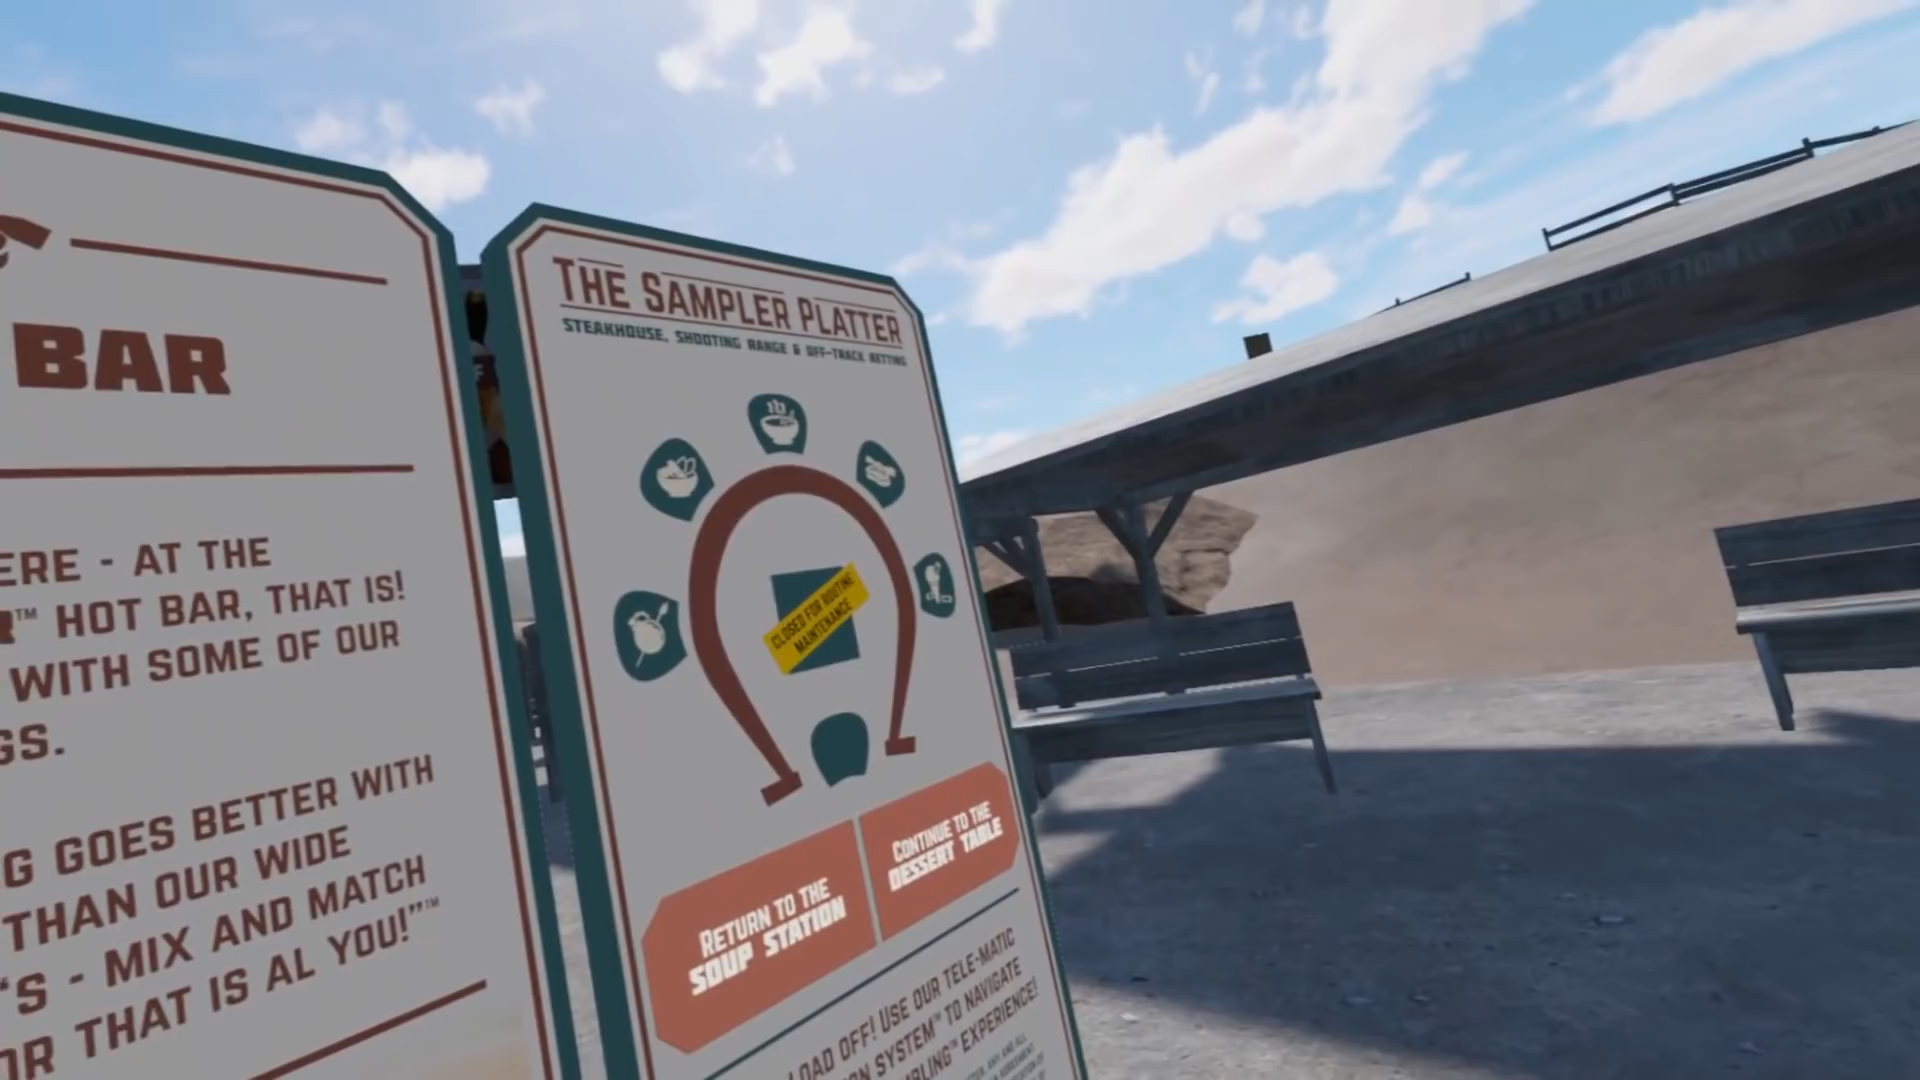 BAR
ERE - AT THE
R™ HOT BAR, THAT IS!
WITH SOME OF OUR
GS.
G GOES BETTER WITH
THAN OUR WIDE
'S - MIX AND MATCH
OR THAT IS AL YOU!"™
THE SAMPLER PLATTER
STEAKHOUSE, SHOOTING RANGE & OFF-TRACK BETTING
CLOSED FOR ROUTINE
MAINTENANCE
RETURN TO THE
SOUP STATION
CONTINUE TO THE
DESSERT TABLE
LOAD OFF! USE OUR TELE-MATIC
ON SYSTEM™ TO NAVIGATE
MBLING™ EXPERIENCE!